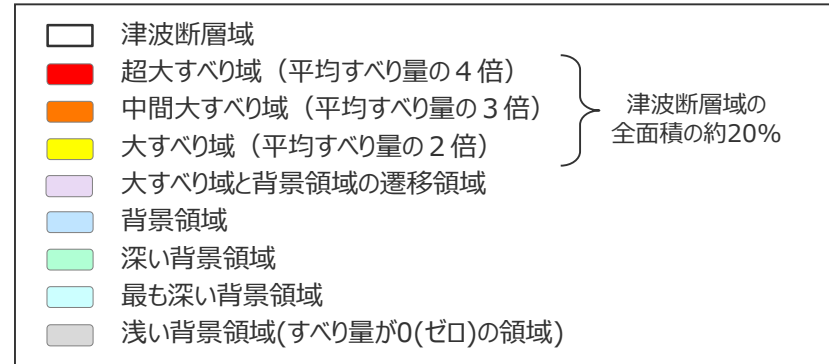 津波断層域
超大すべり域（平均すべり量の４倍）
中間大すべり域（平均すべり量の３倍）
大すべり域（平均すべり量の２倍）
津波断層域の
全面積の約20%
大すべり域と背景領域の遷移領域
背景領域
深い背景領域
最も深い背景領域
浅い背景領域(すべり量が0(ゼロ)の領域)